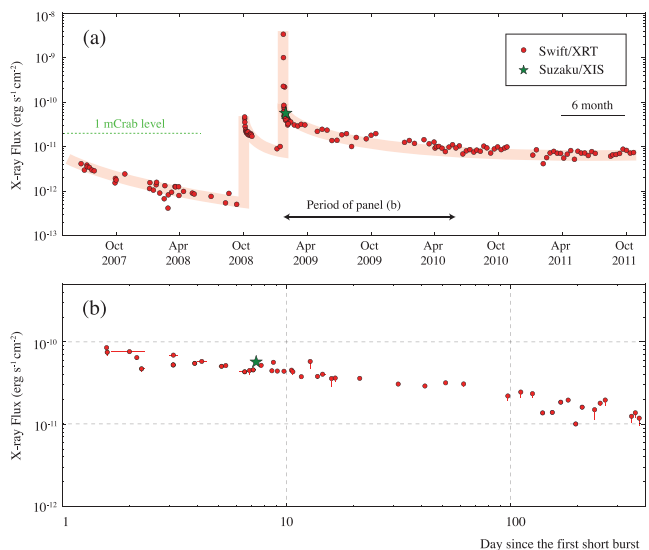 (a)
Swift/XRT
Suzaku/XIS
6 month
1 mCrab level
Period of panel (b)
X-ray Flux (erg s⁻¹ cm⁻²)
10⁻⁷
10⁻⁸
10⁻⁹
10⁻¹⁰
10⁻¹¹
10⁻¹²
10⁻¹³
Oct Apr Oct Apr Oct Apr Oct Apr Oct
2007 2008 2008 2009 2009 2010 2010 2011 2011
(b)
X-ray Flux (erg s⁻¹ cm⁻²)
10⁻¹⁰
10⁻¹¹
10⁻¹²
1 10 100
Day since the first short burst